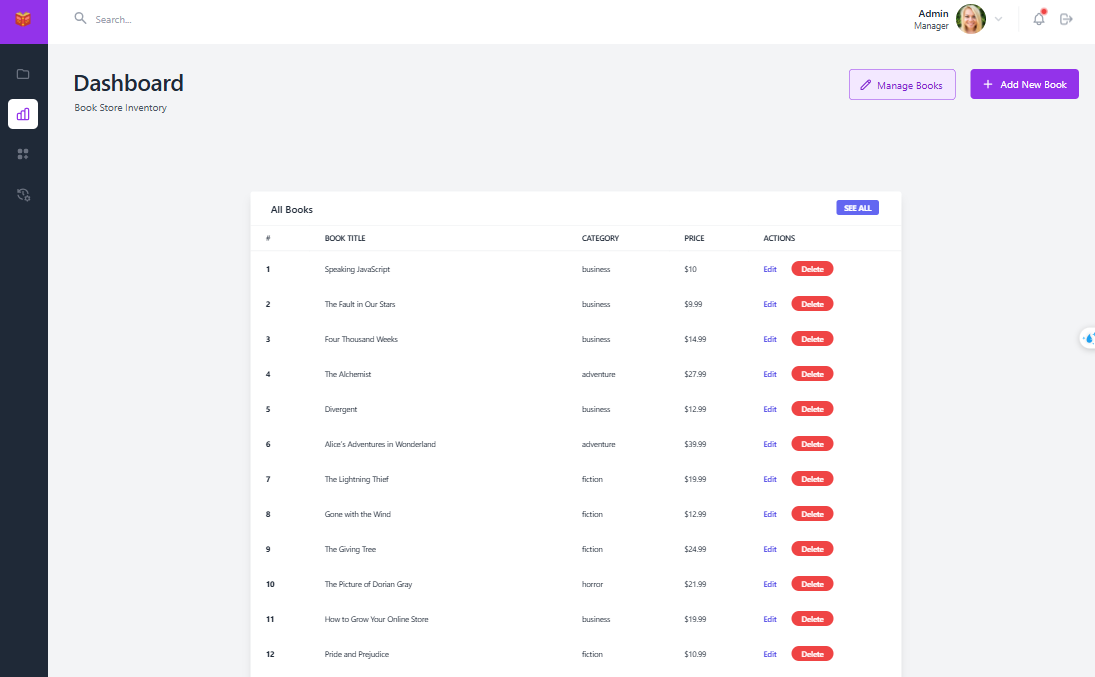 Search...
Admin
Manager
Dashboard
Book Store Inventory
Manage Books
Add New Book
All Books
SEE ALL
# BOOK TITLE CATEGORY PRICE ACTIONS
1 Speaking JavaScript business $10 Edit Delete
2 The Fault in Our Stars business $9.99 Edit Delete
3 Four Thousand Weeks business $14.99 Edit Delete
4 The Alchemist adventure $27.99 Edit Delete
5 Divergent business $12.99 Edit Delete
6 Alice's Adventures in Wonderland adventure $39.99 Edit Delete
7 The Lightning Thief fiction $19.99 Edit Delete
8 Gone with the Wind fiction $12.99 Edit Delete
9 The Giving Tree fiction $24.99 Edit Delete
10 The Picture of Dorian Gray horror $21.99 Edit Delete
11 How to Grow Your Online Store business $19.99 Edit Delete
12 Pride and Prejudice fiction $10.99 Edit Delete